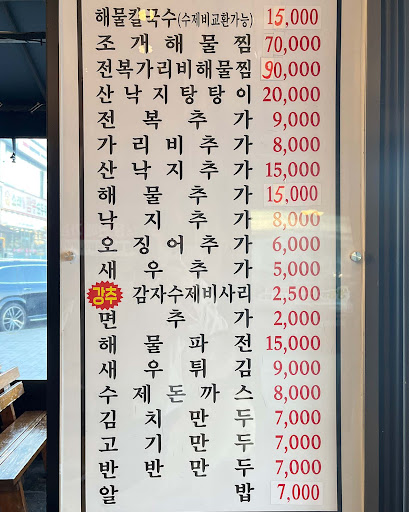 해물칼국수(수제비교환가능) 15,000
조개해물찜 70,000
전복가리비해물찜 90,000
산낙지탕탕이 20,000
전복추가 9,000
가리비추가 8,000
산낙지추가 15,000
해물추가 15,000
낙지추가 8,000
오징어추가 6,000
새우추가 5,000
강추 감자수제비사리 2,500
면추가 2,000
해물파전 15,000
새우튀김 9,000
수제돈까스 8,000
김치만두 7,000
고기만두 7,000
반반만두 7,000
알밥 7,000